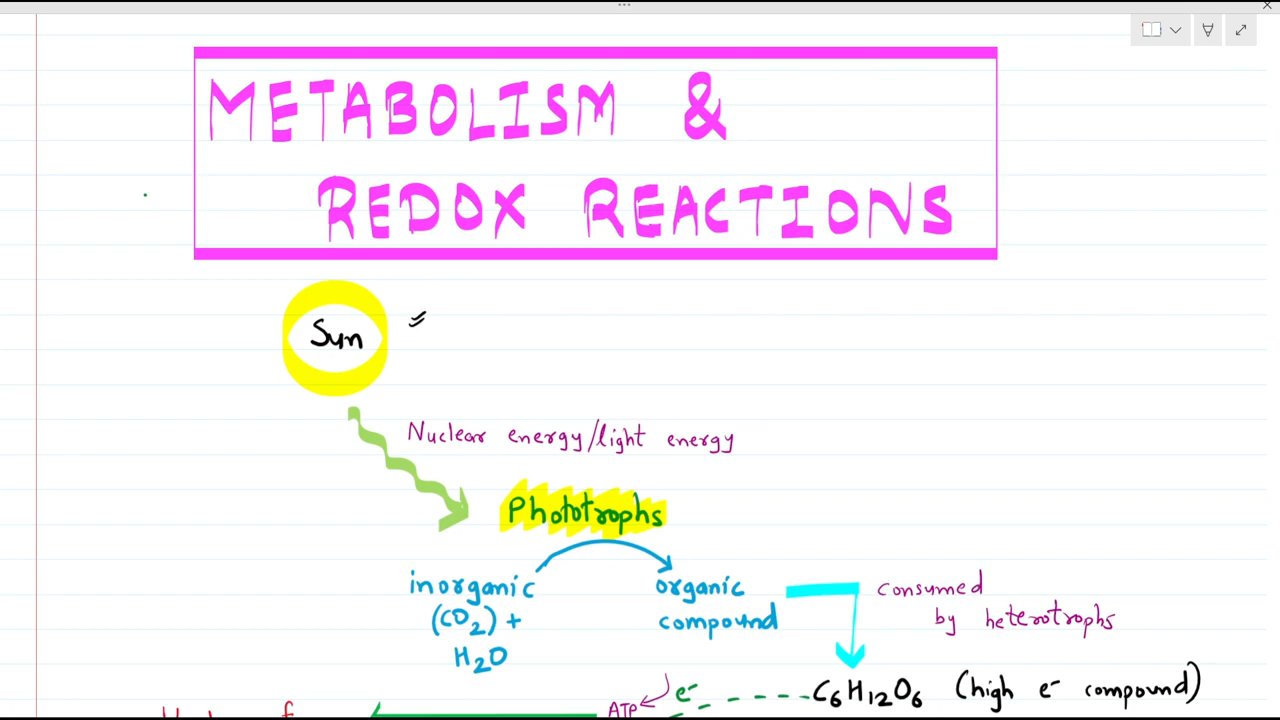 METABOLISM &
REDOX REACTIONS
Sun
Nuclear energy/light energy
Phototrophs
inorganic
(CO2) +
H2O
organic
compound
consumed
by heterotrophs
C6H12O6 (high e- compound)
e-
ATP